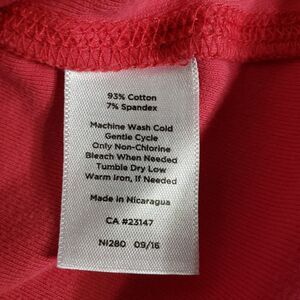 93% Cotton
7% Spandex
Machine Wash Cold
Gentle Cycle
Only Non-Chlorine
Bleach When Needed
Tumble Dry Low
Warm Iron, If Needed
Made in Nicaragua
CA #23147
NI280 09/16